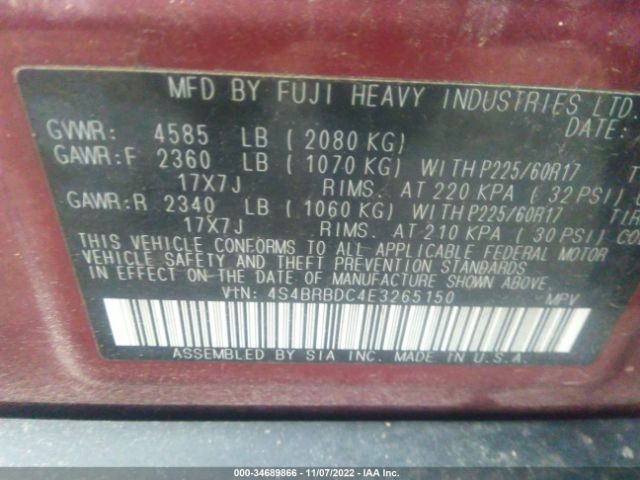 MFD BY FUJI HEAVY INDUSTRIES LTD.
DATE:
GVWR: 4585 LB ( 2080 KG)
GAWR:F 2360 LB ( 1070 KG) WITH P225/60R17
17X7J RIMS. AT 220 KPA ( 32 PSI)
GAWR:R 2340 LB ( 1060 KG) WITH P225/60R17
17X7J RIMS. AT 210 KPA ( 30 PSI)
THIS VEHICLE CONFORMS TO ALL APPLICABLE FEDERAL MOTOR
VEHICLE SAFETY AND THEFT PREVENTION STANDARDS
IN EFFECT ON THE DATE OF MANUFACTURE SHOWN ABOVE.
VIN: 4S4BRBDC4E3265150 MPV
ASSEMBLED BY SIA INC. MADE IN U.S.A.
000-34689866 - 11/07/2022 - IAA Inc.